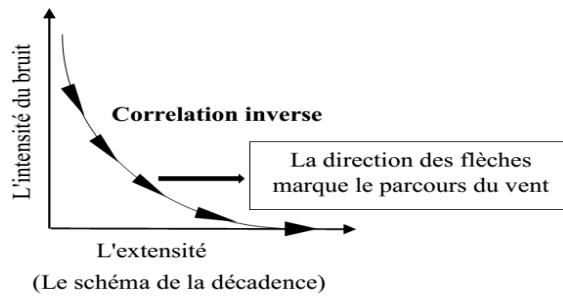 L'intensité du bruit
Correlation inverse
La direction des flèches
marque le parcours du vent
L'extensité
(Le schéma de la décadence)